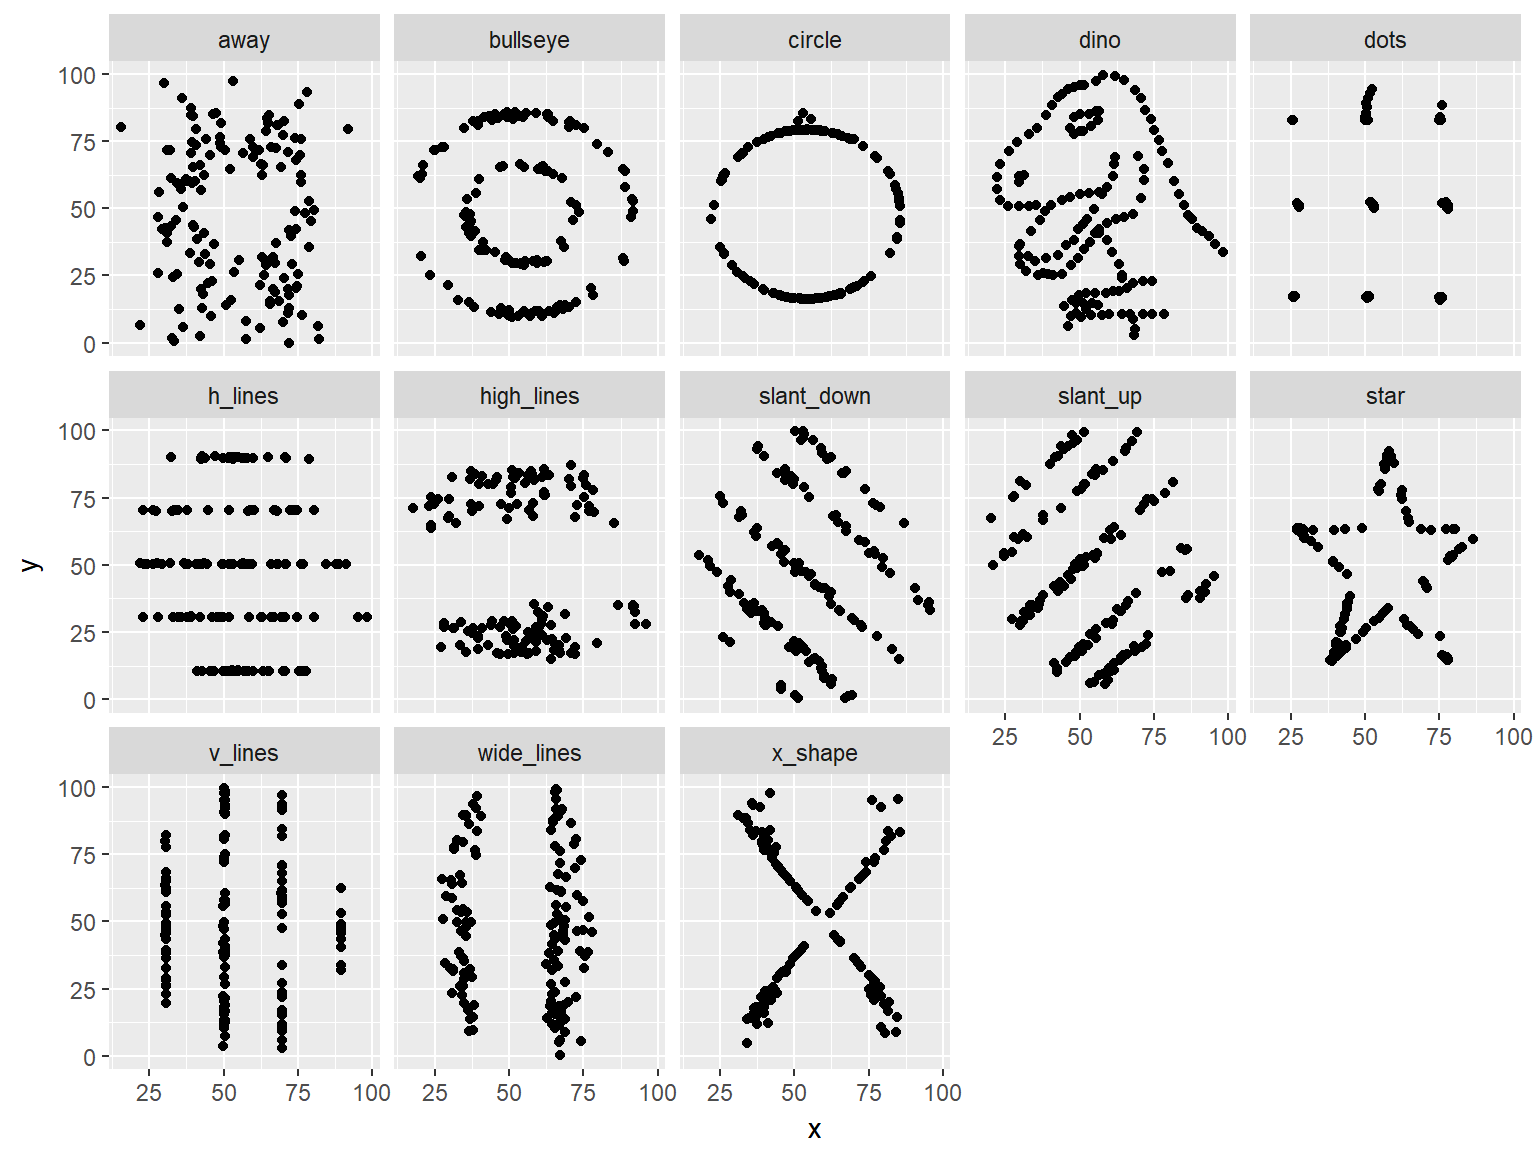 away bullseye circle dino dots
100
75
50
25
0
h_lines high_lines slant_down slant_up star
100
75
50
25
0
25 50 75 100 25 50 75 100
v_lines wide_lines x_shape
100
75
50
25
0
25 50 75 100 25 50 75 100 25 50 75 100
x
y